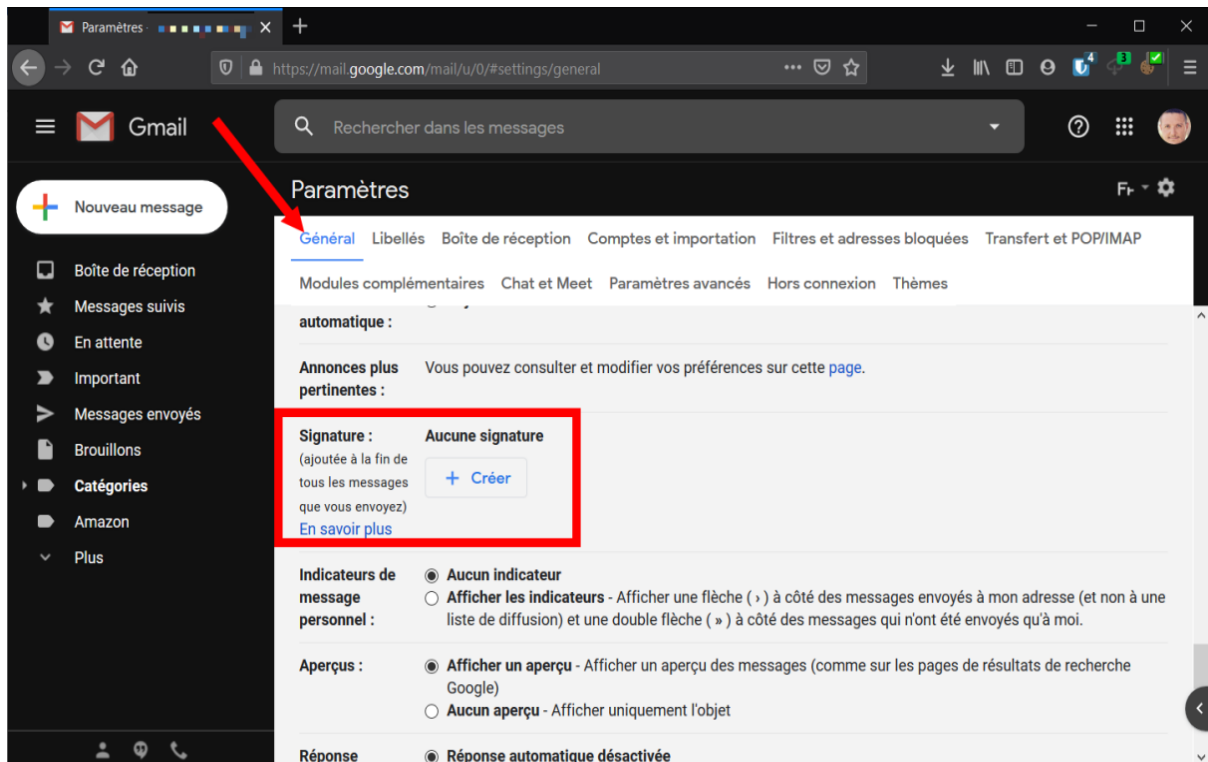 Paramètres
https://mail.google.com/mail/u/0/#settings/general
4
3
Gmail
Rechercher dans les messages
Paramètres
Nouveau message
Général Libellés Boîte de réception Comptes et importation Filtres et adresses bloquées Transfert et POP/IMAP
Modules complémentaires Chat et Meet Paramètres avancés Hors connexion Thèmes
Boîte de réception
Messages suivis
En attente
Important
Messages envoyés
Brouillons
Catégories
Amazon
Plus
automatique :
Annonces plus Vous pouvez consulter et modifier vos préférences sur cette page.
pertinentes :
Signature : Aucune signature
(ajoutée à la fin de
tous les messages + Créer
que vous envoyez)
En savoir plus
Indicateurs de Aucun indicateur
message Afficher les indicateurs - Afficher une flèche ( › ) à côté des messages envoyés à mon adresse (et non à une
personnel : liste de diffusion) et une double flèche ( » ) à côté des messages qui n'ont été envoyés qu'à moi.
Aperçus : Afficher un aperçu - Afficher un aperçu des messages (comme sur les pages de résultats de recherche
Google)
Aucun aperçu - Afficher uniquement l'objet
Réponse Réponse automatique désactivée